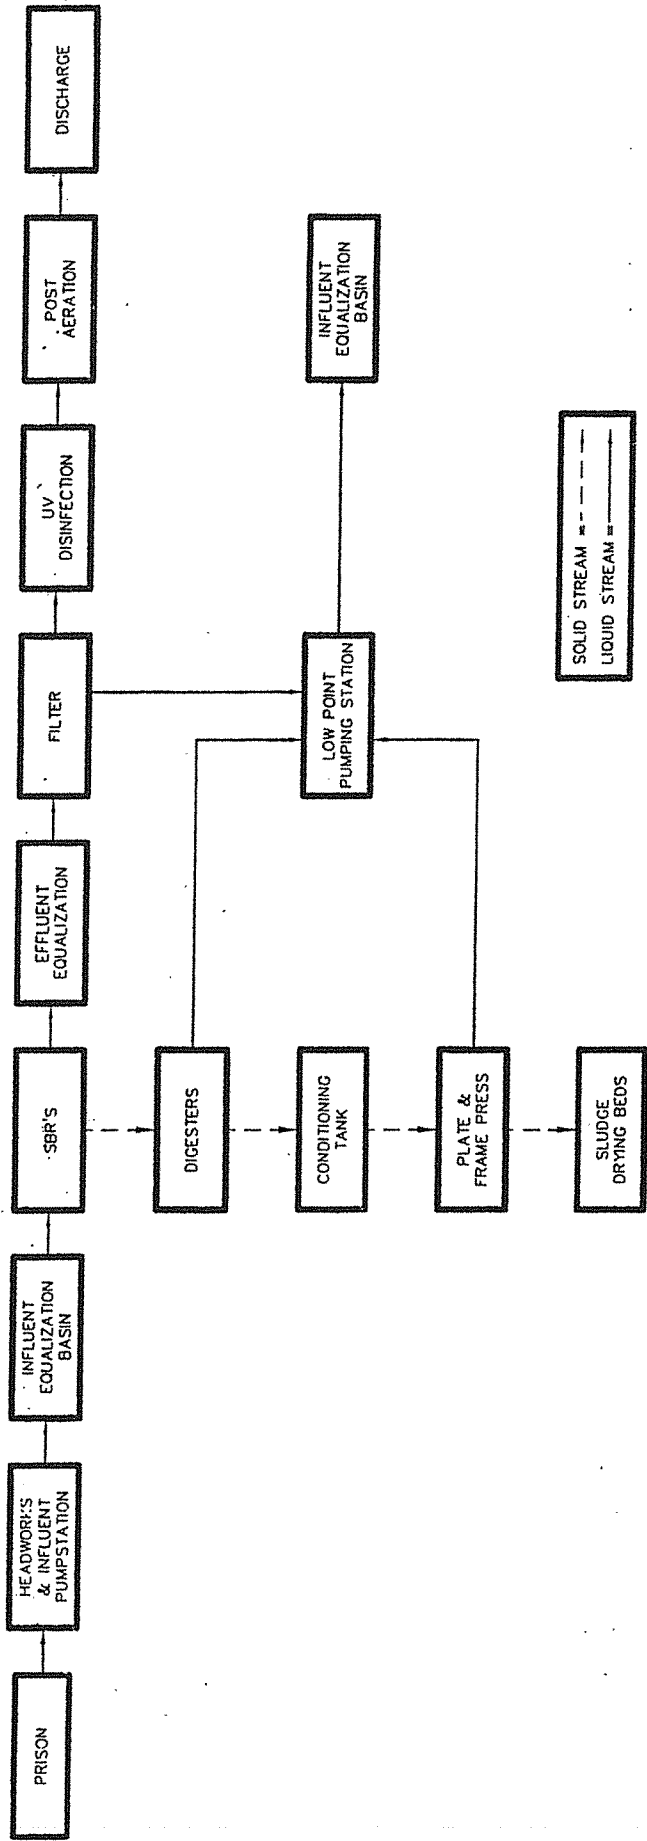 PRISON
HEADWORKS
& INFLUENT
PUMPSTATION
INFLUENT
EQUALIZATION
BASIN
SBR'S
EFFLUENT
EQUALIZATION
FILTER
UV
DISINFECTION
POST
AERATION
DISCHARGE
DIGESTERS
CONDITIONING
TANK
PLATE &
FRAME PRESS
SLUDGE
DRYING BEDS
LOW POINT
PUMPING STATION
INFLUENT
EQUALIZATION
BASIN
SOLID STREAM =
LIQUID STREAM =